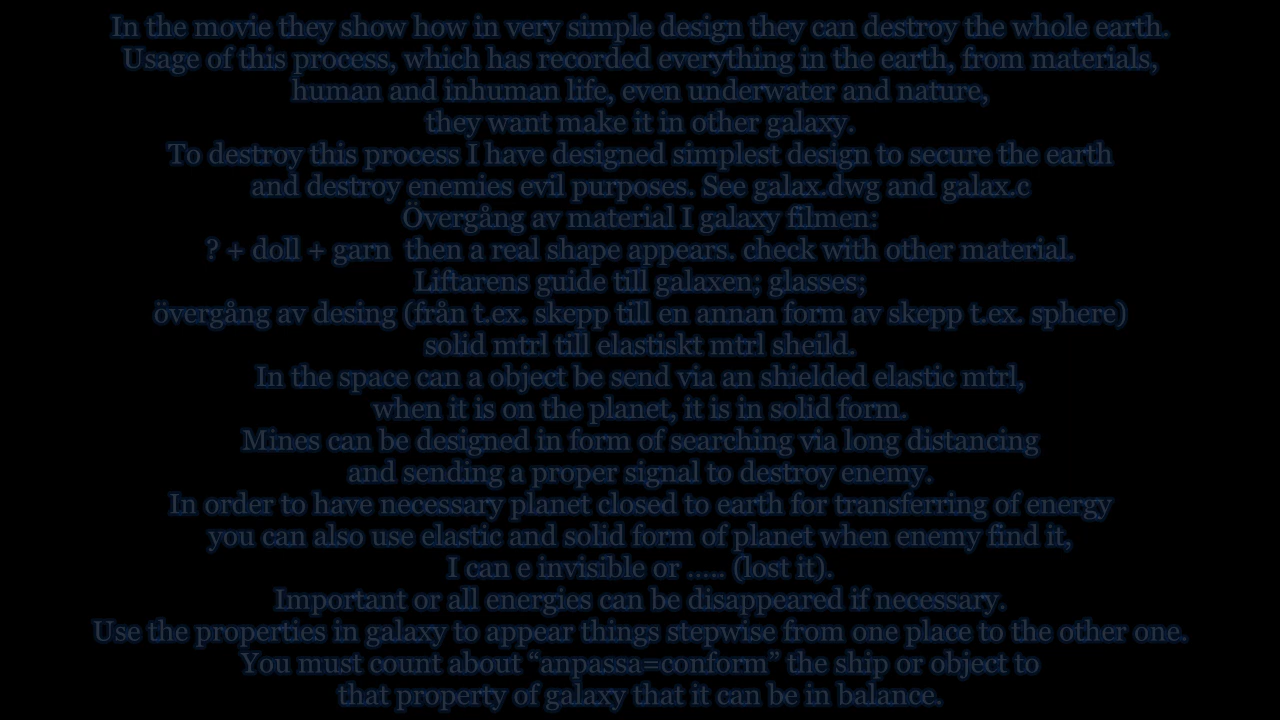 In the movie they show how in very simple design they can destroy the whole earth.
Usage of this process, which has recorded everything in the earth, from materials,
human and inhuman life, even underwater and nature,
they want make it in other galaxy.
To destroy this process I have designed simplest design to secure the earth
and destroy enemies evil purposes. See galax.dwg and galax.c
Övergång av material I galaxy filmen:
? + doll + garn  then a real shape appears. check with other material.
Liftarens guide till galaxen; glasses;
övergång av desing (från t.ex. skepp till en annan form av skepp t.ex. sphere)
solid mtrl till elastiskt mtrl sheild.
In the space can a object be send via an shielded elastic mtrl,
when it is on the planet, it is in solid form.
Mines can be designed in form of searching via long distancing
and sending a proper signal to destroy enemy.
In order to have necessary planet closed to earth for transferring of energy
you can also use elastic and solid form of planet when enemy find it,
I can e invisible or ..... (lost it).
Important or all energies can be disappeared if necessary.
Use the properties in galaxy to appear things stepwise from one place to the other one.
You must count about “anpassa=conform” the ship or object to
that property of galaxy that it can be in balance.